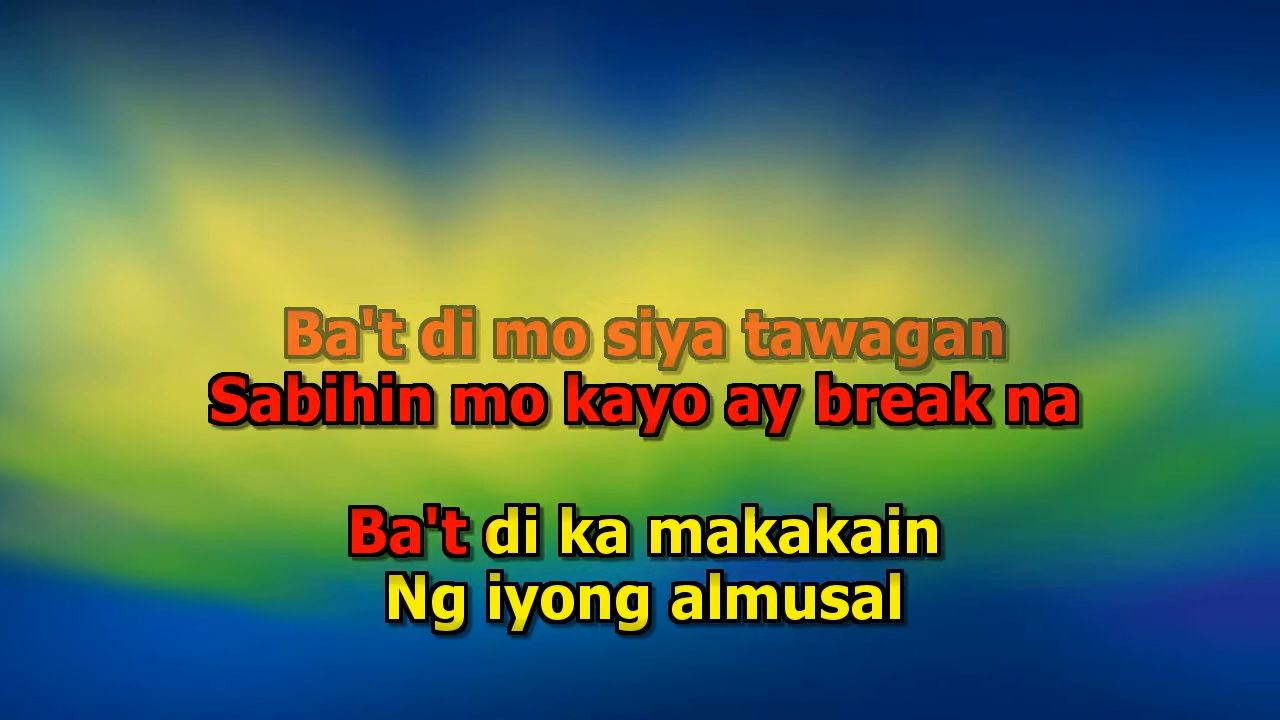 Ba't di mo siya tawagan
Sabihin mo kayo ay break na
Ba't di ka makakain
Ng iyong almusal